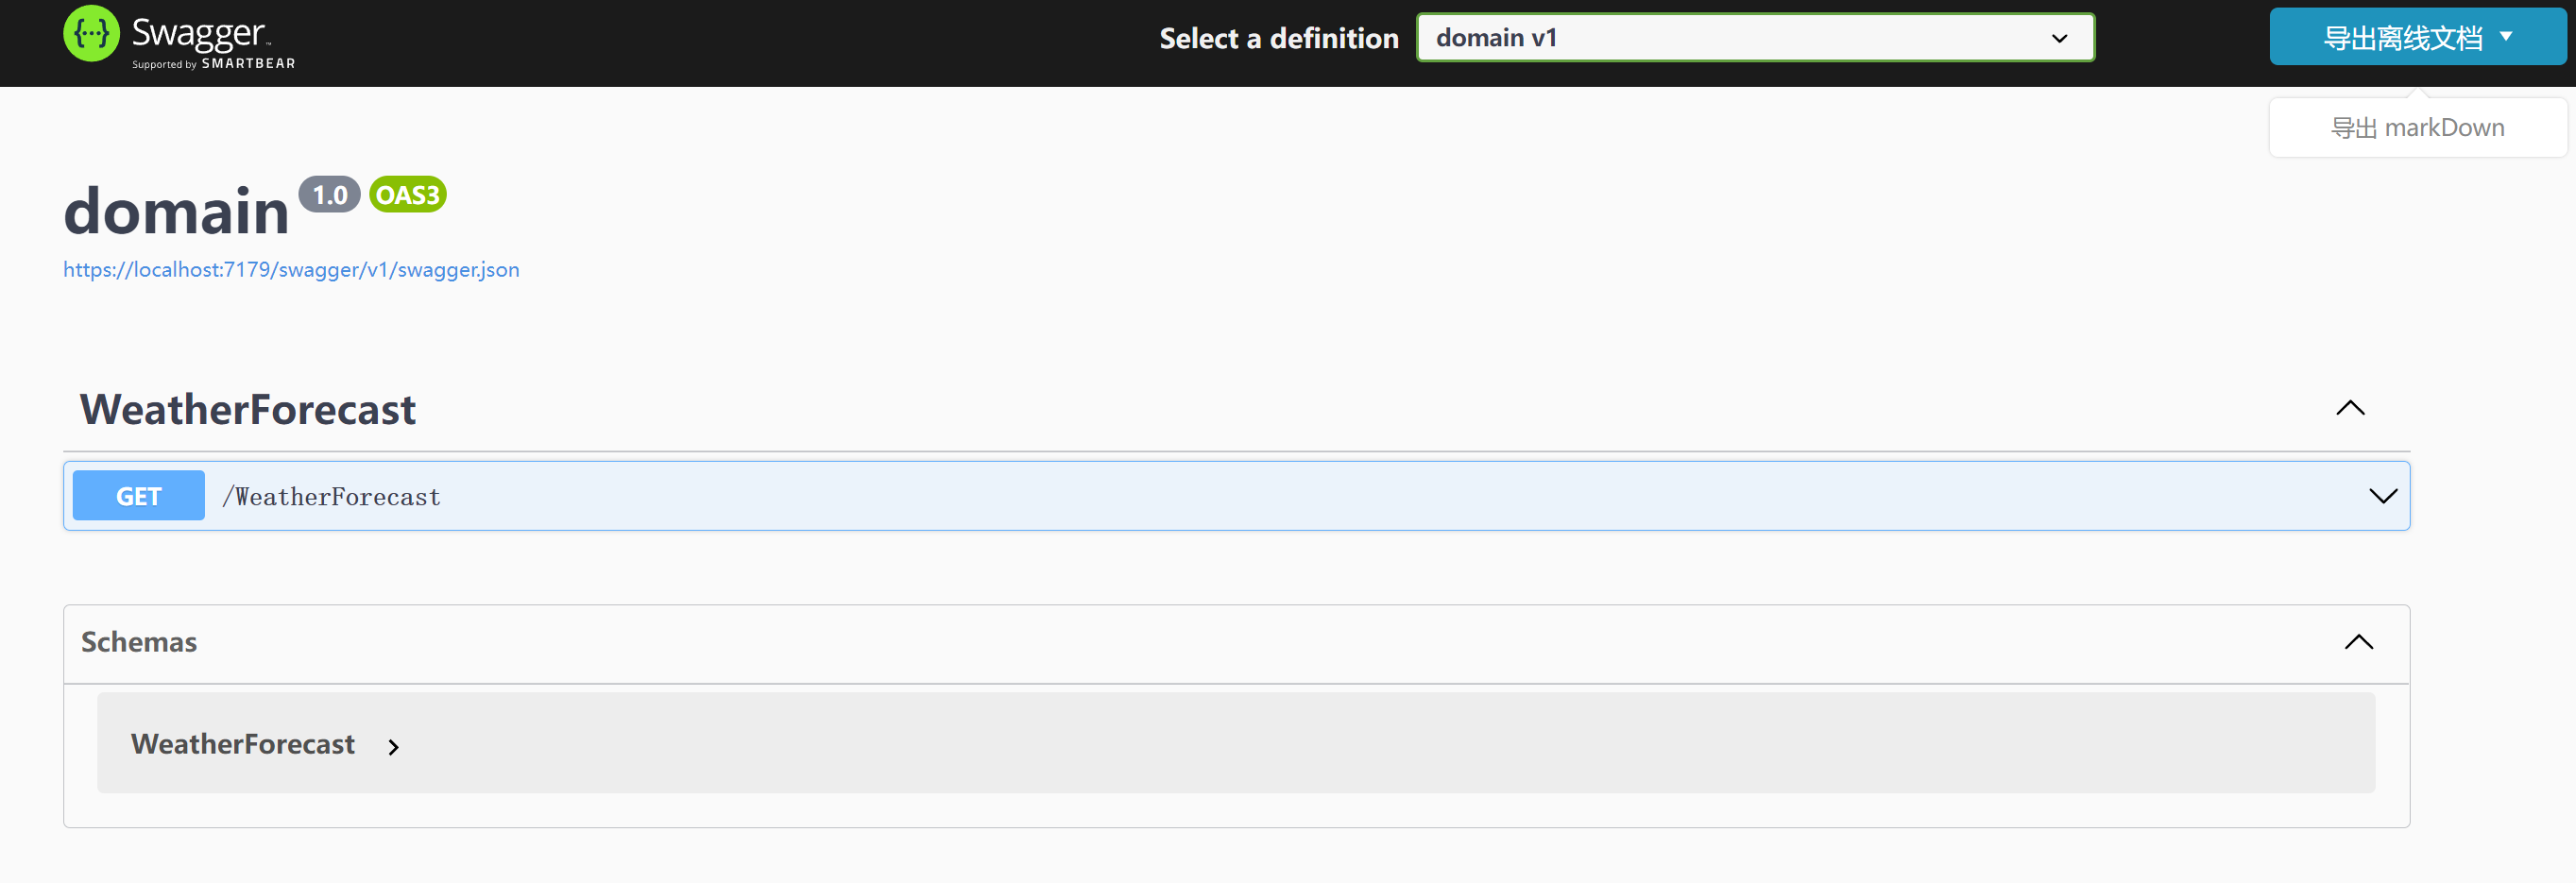 {···} Swagger™
Supported by SMARTBEAR
Select a definition
domain v1
导出离线文档
导出 markDown
domain 1.0 OAS3
https://localhost:7179/swagger/v1/swagger.json
WeatherForecast
GET /WeatherForecast
Schemas
WeatherForecast